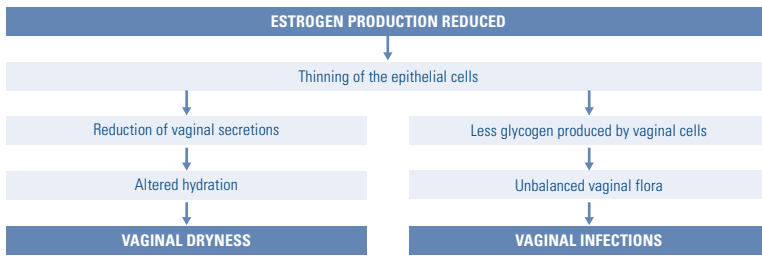 ESTROGEN PRODUCTION REDUCED
Thinning of the epithelial cells
Reduction of vaginal secretions
Less glycogen produced by vaginal cells
Altered hydration
Unbalanced vaginal flora
VAGINAL DRYNESS
VAGINAL INFECTIONS